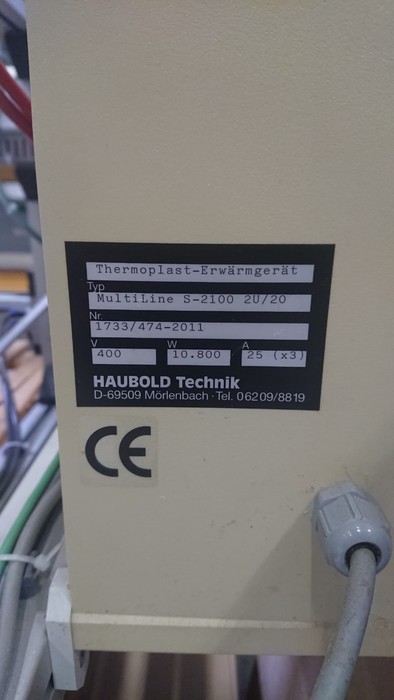 Thermoplast-Erwärmgerät
Typ
MultiLine S-2100 2U/20
Nr.
1733/474-2011
V W A
400 10.800 25 (x3)
HAUBOLD Technik
D-69509 Mörlenbach · Tel. 06209/8819
CE